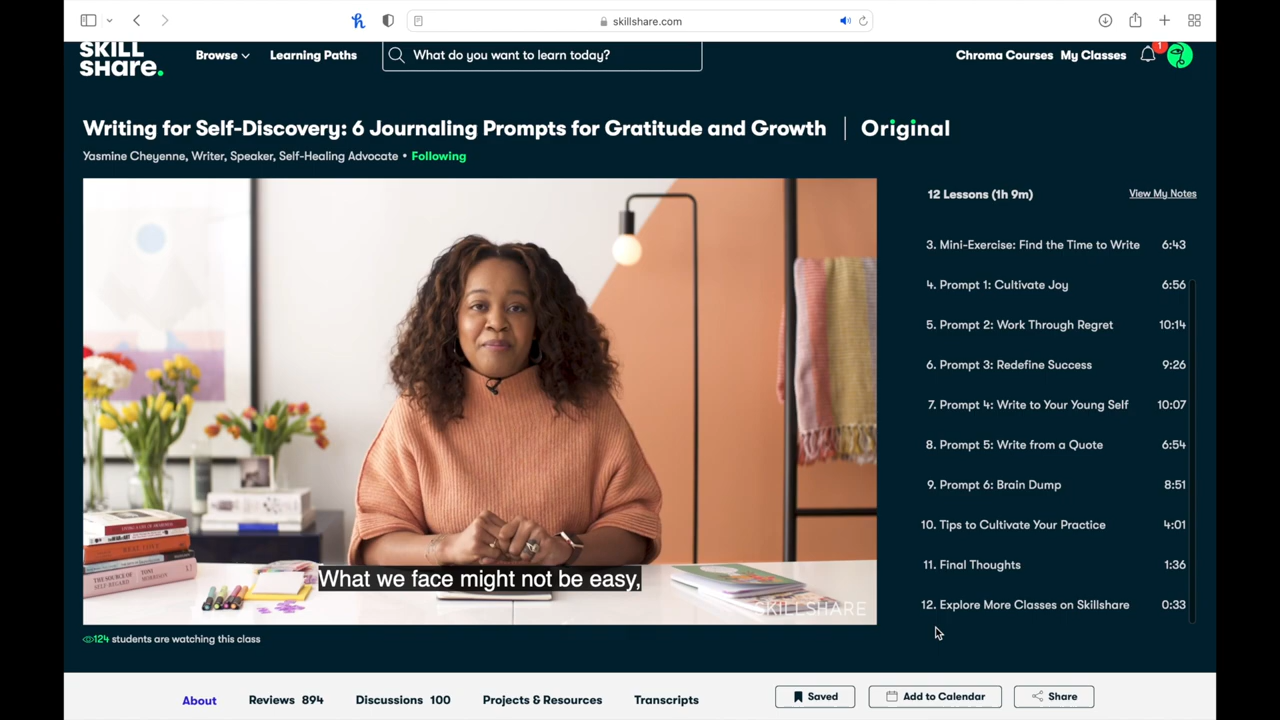 skillshare.com
SKILL
SHare.
Browse
Learning Paths
What do you want to learn today?
Chroma Courses
My Classes
1
Writing for Self-Discovery: 6 Journaling Prompts for Gratitude and Growth | Original
Yasmine Cheyenne, Writer, Speaker, Self-Healing Advocate • Following
12 Lessons (1h 9m)
View My Notes
3. Mini-Exercise: Find the Time to Write 6:43
4. Prompt 1: Cultivate Joy 6:56
5. Prompt 2: Work Through Regret 10:14
6. Prompt 3: Redefine Success 9:26
7. Prompt 4: Write to Your Young Self 10:07
8. Prompt 5: Write from a Quote 6:54
9. Prompt 6: Brain Dump 8:51
10. Tips to Cultivate Your Practice 4:01
11. Final Thoughts 1:36
12. Explore More Classes on Skillshare 0:33
THE SOURCE OF SELF-REGARD
TONI MORRISON
What we face might not be easy,
SKILLSHARE
124 students are watching this class
About
Reviews 894
Discussions 100
Projects & Resources
Transcripts
Saved
Add to Calendar
Share